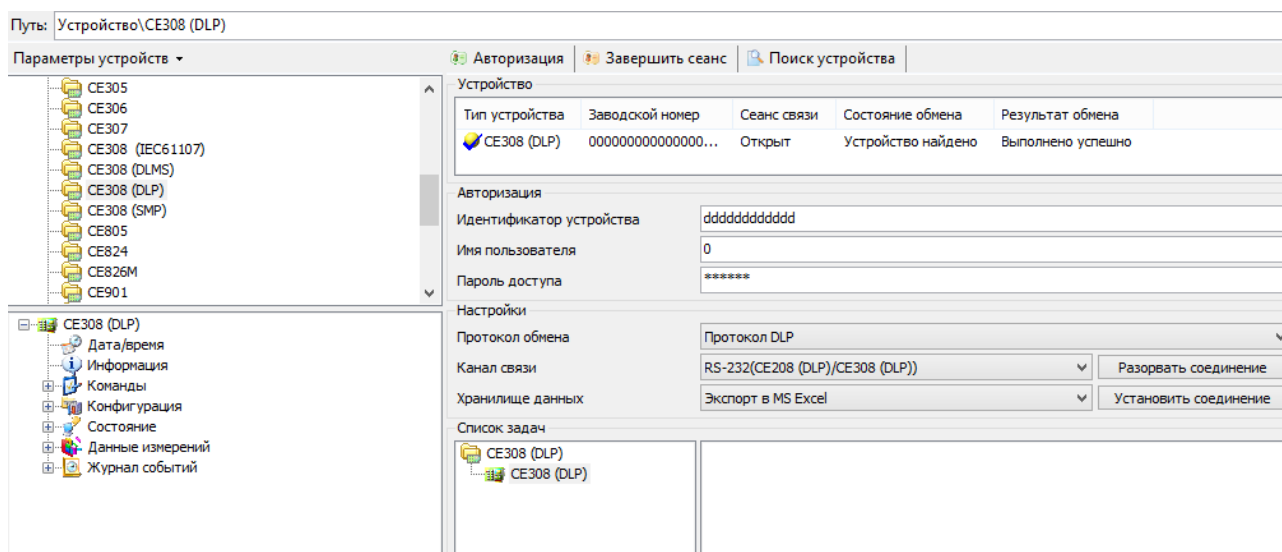 Путь: Устройство\CE308 (DLP)
Параметры устройств
Авторизация Завершить сеанс Поиск устройства
CE305
CE306
CE307
CE308 (IEC61107)
CE308 (DLMS)
CE308 (DLP)
CE308 (SMP)
CE805
CE824
CE826M
CE901
CE308 (DLP)
Дата/время
Информация
Команды
Конфигурация
Состояние
Данные измерений
Журнал событий
Устройство
Тип устройства Заводской номер Сеанс связи Состояние обмена Результат обмена
CE308 (DLP) 000000000000000... Открыт Устройство найдено Выполнено успешно
Авторизация
Идентификатор устройства dddddddddddd
Имя пользователя 0
Пароль доступа ******
Настройки
Протокол обмена Протокол DLP
Канал связи RS-232(CE208 (DLP)/CE308 (DLP)) Разорвать соединение
Хранилище данных Экспорт в MS Excel Установить соединение
Список задач
CE308 (DLP)
CE308 (DLP)